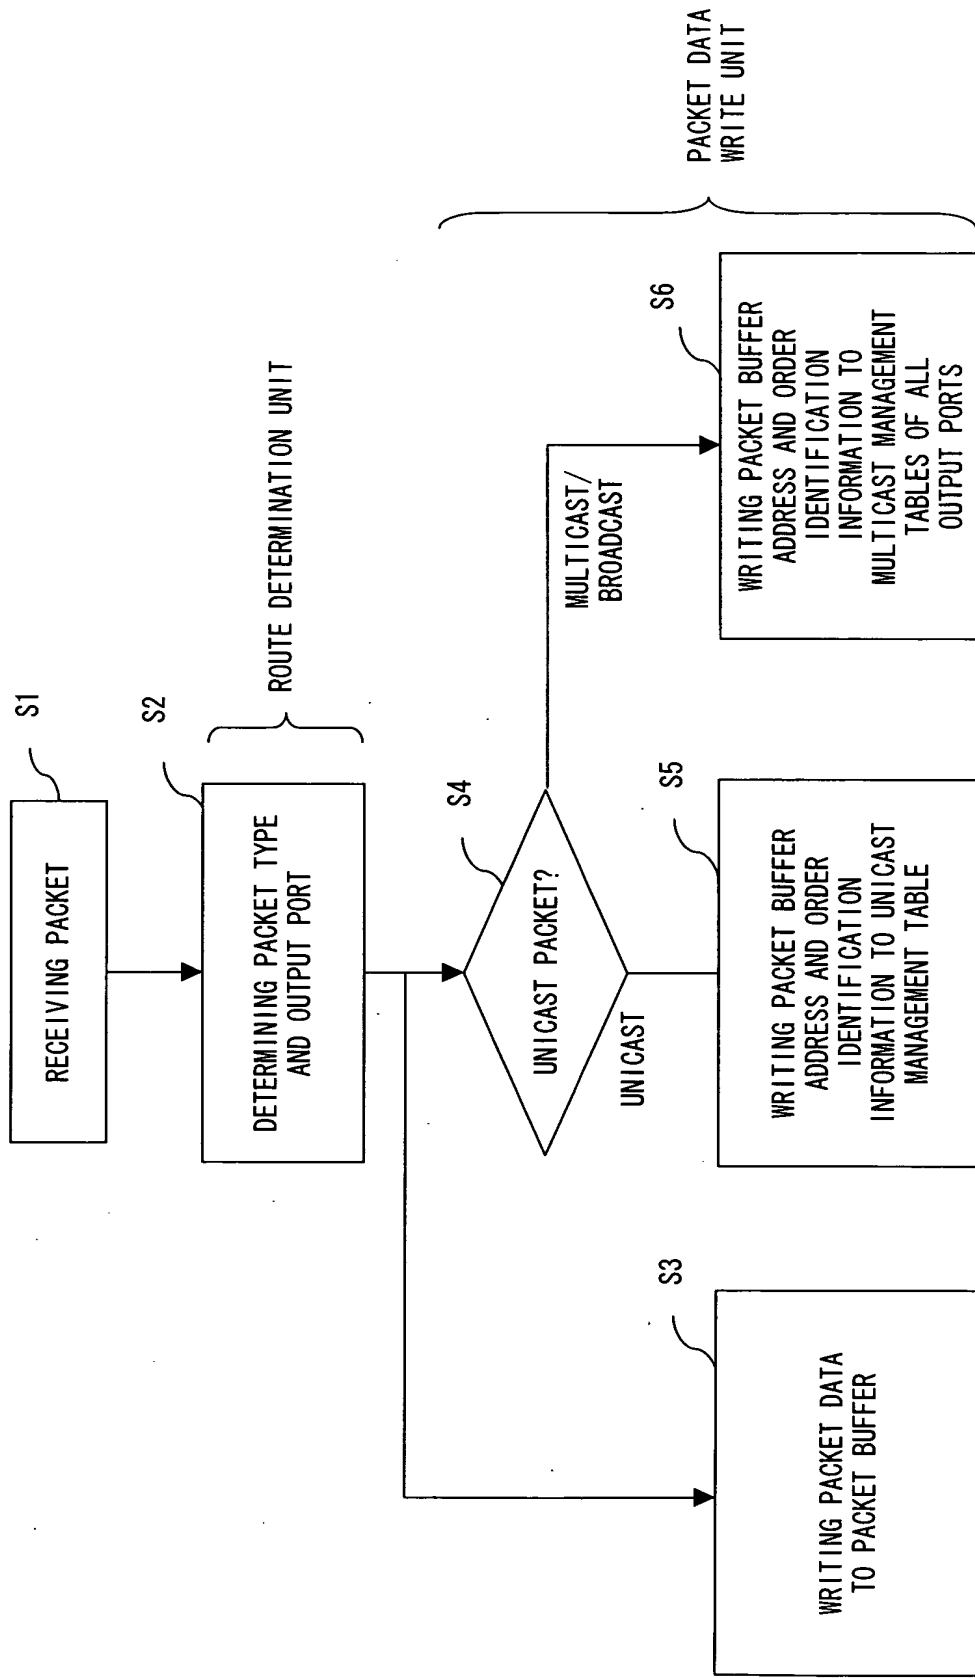 S1
RECEIVING PACKET
S2
DETERMINING PACKET TYPE
AND OUTPUT PORT
ROUTE DETERMINATION UNIT
S4
UNICAST PACKET?
UNICAST
MULTICAST/
BROADCAST
S3
WRITING PACKET DATA
TO PACKET BUFFER
S5
WRITING PACKET BUFFER
ADDRESS AND ORDER
IDENTIFICATION
INFORMATION TO UNICAST
MANAGEMENT TABLE
S6
WRITING PACKET BUFFER
ADDRESS AND ORDER
IDENTIFICATION
INFORMATION TO
MULTICAST MANAGEMENT
TABLES OF ALL
OUTPUT PORTS
PACKET DATA
WRITE UNIT